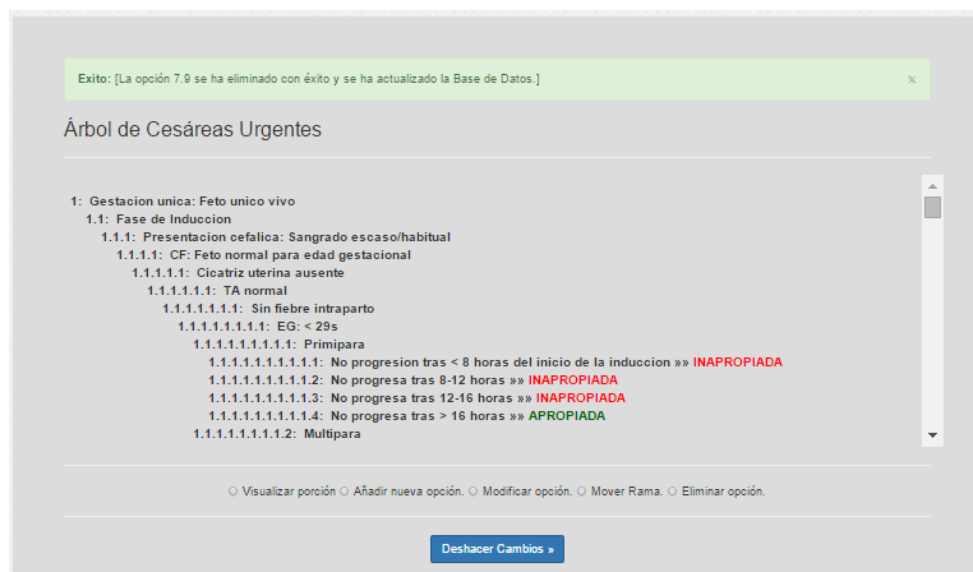 Exito: [La opción 7.9 se ha eliminado con éxito y se ha actualizado la Base de Datos.] ×
Árbol de Cesáreas Urgentes
1: Gestacion unica: Feto unico vivo
1.1: Fase de Induccion
1.1.1: Presentacion cefalica: Sangrado escaso/habitual
1.1.1.1: CF: Feto normal para edad gestacional
1.1.1.1.1: Cicatriz uterina ausente
1.1.1.1.1.1: TA normal
1.1.1.1.1.1.1: Sin fiebre intraparto
1.1.1.1.1.1.1.1: EG: < 29s
1.1.1.1.1.1.1.1.1: Primipara
1.1.1.1.1.1.1.1.1.1: No progresion tras < 8 horas del inicio de la induccion »» INAPROPIADA
1.1.1.1.1.1.1.1.1.2: No progresa tras 8-12 horas »» INAPROPIADA
1.1.1.1.1.1.1.1.1.3: No progresa tras 12-16 horas »» INAPROPIADA
1.1.1.1.1.1.1.1.1.4: No progresa tras > 16 horas »» APROPIADA
1.1.1.1.1.1.1.1.2: Multipara
Visualizar porción Añadir nueva opción. Modificar opción. Mover Rama. Eliminar opción.
Deshacer Cambios »